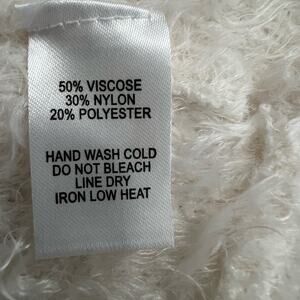 50% VISCOSE
30% NYLON
20% POLYESTER
HAND WASH COLD
DO NOT BLEACH
LINE DRY
IRON LOW HEAT